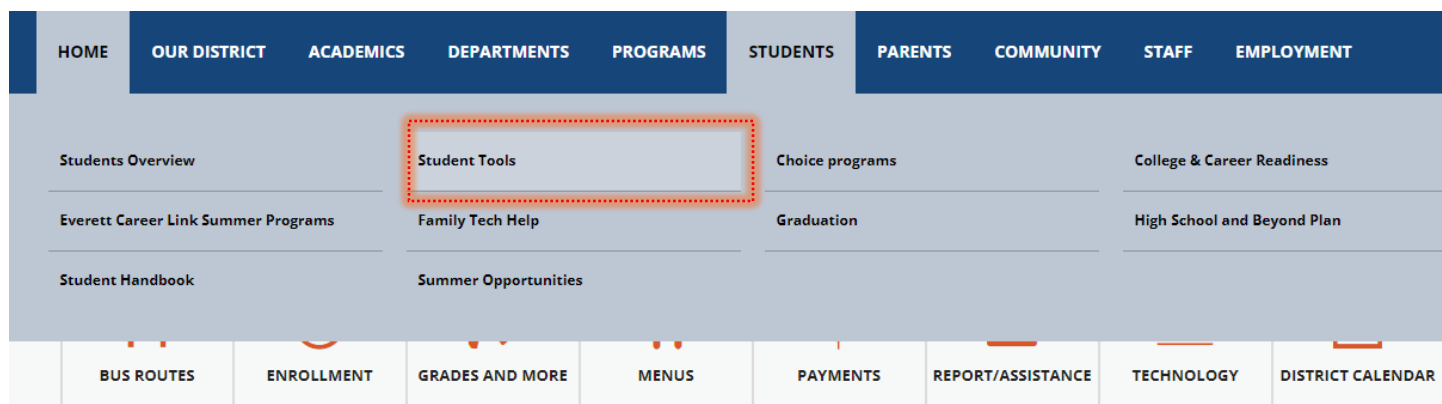 HOME OUR DISTRICT ACADEMICS DEPARTMENTS PROGRAMS STUDENTS PARENTS COMMUNITY STAFF EMPLOYMENT
Students Overview Student Tools Choice programs College & Career Readiness
Everett Career Link Summer Programs Family Tech Help Graduation High School and Beyond Plan
Student Handbook Summer Opportunities
BUS ROUTES ENROLLMENT GRADES AND MORE MENUS PAYMENTS REPORT/ASSISTANCE TECHNOLOGY DISTRICT CALENDAR